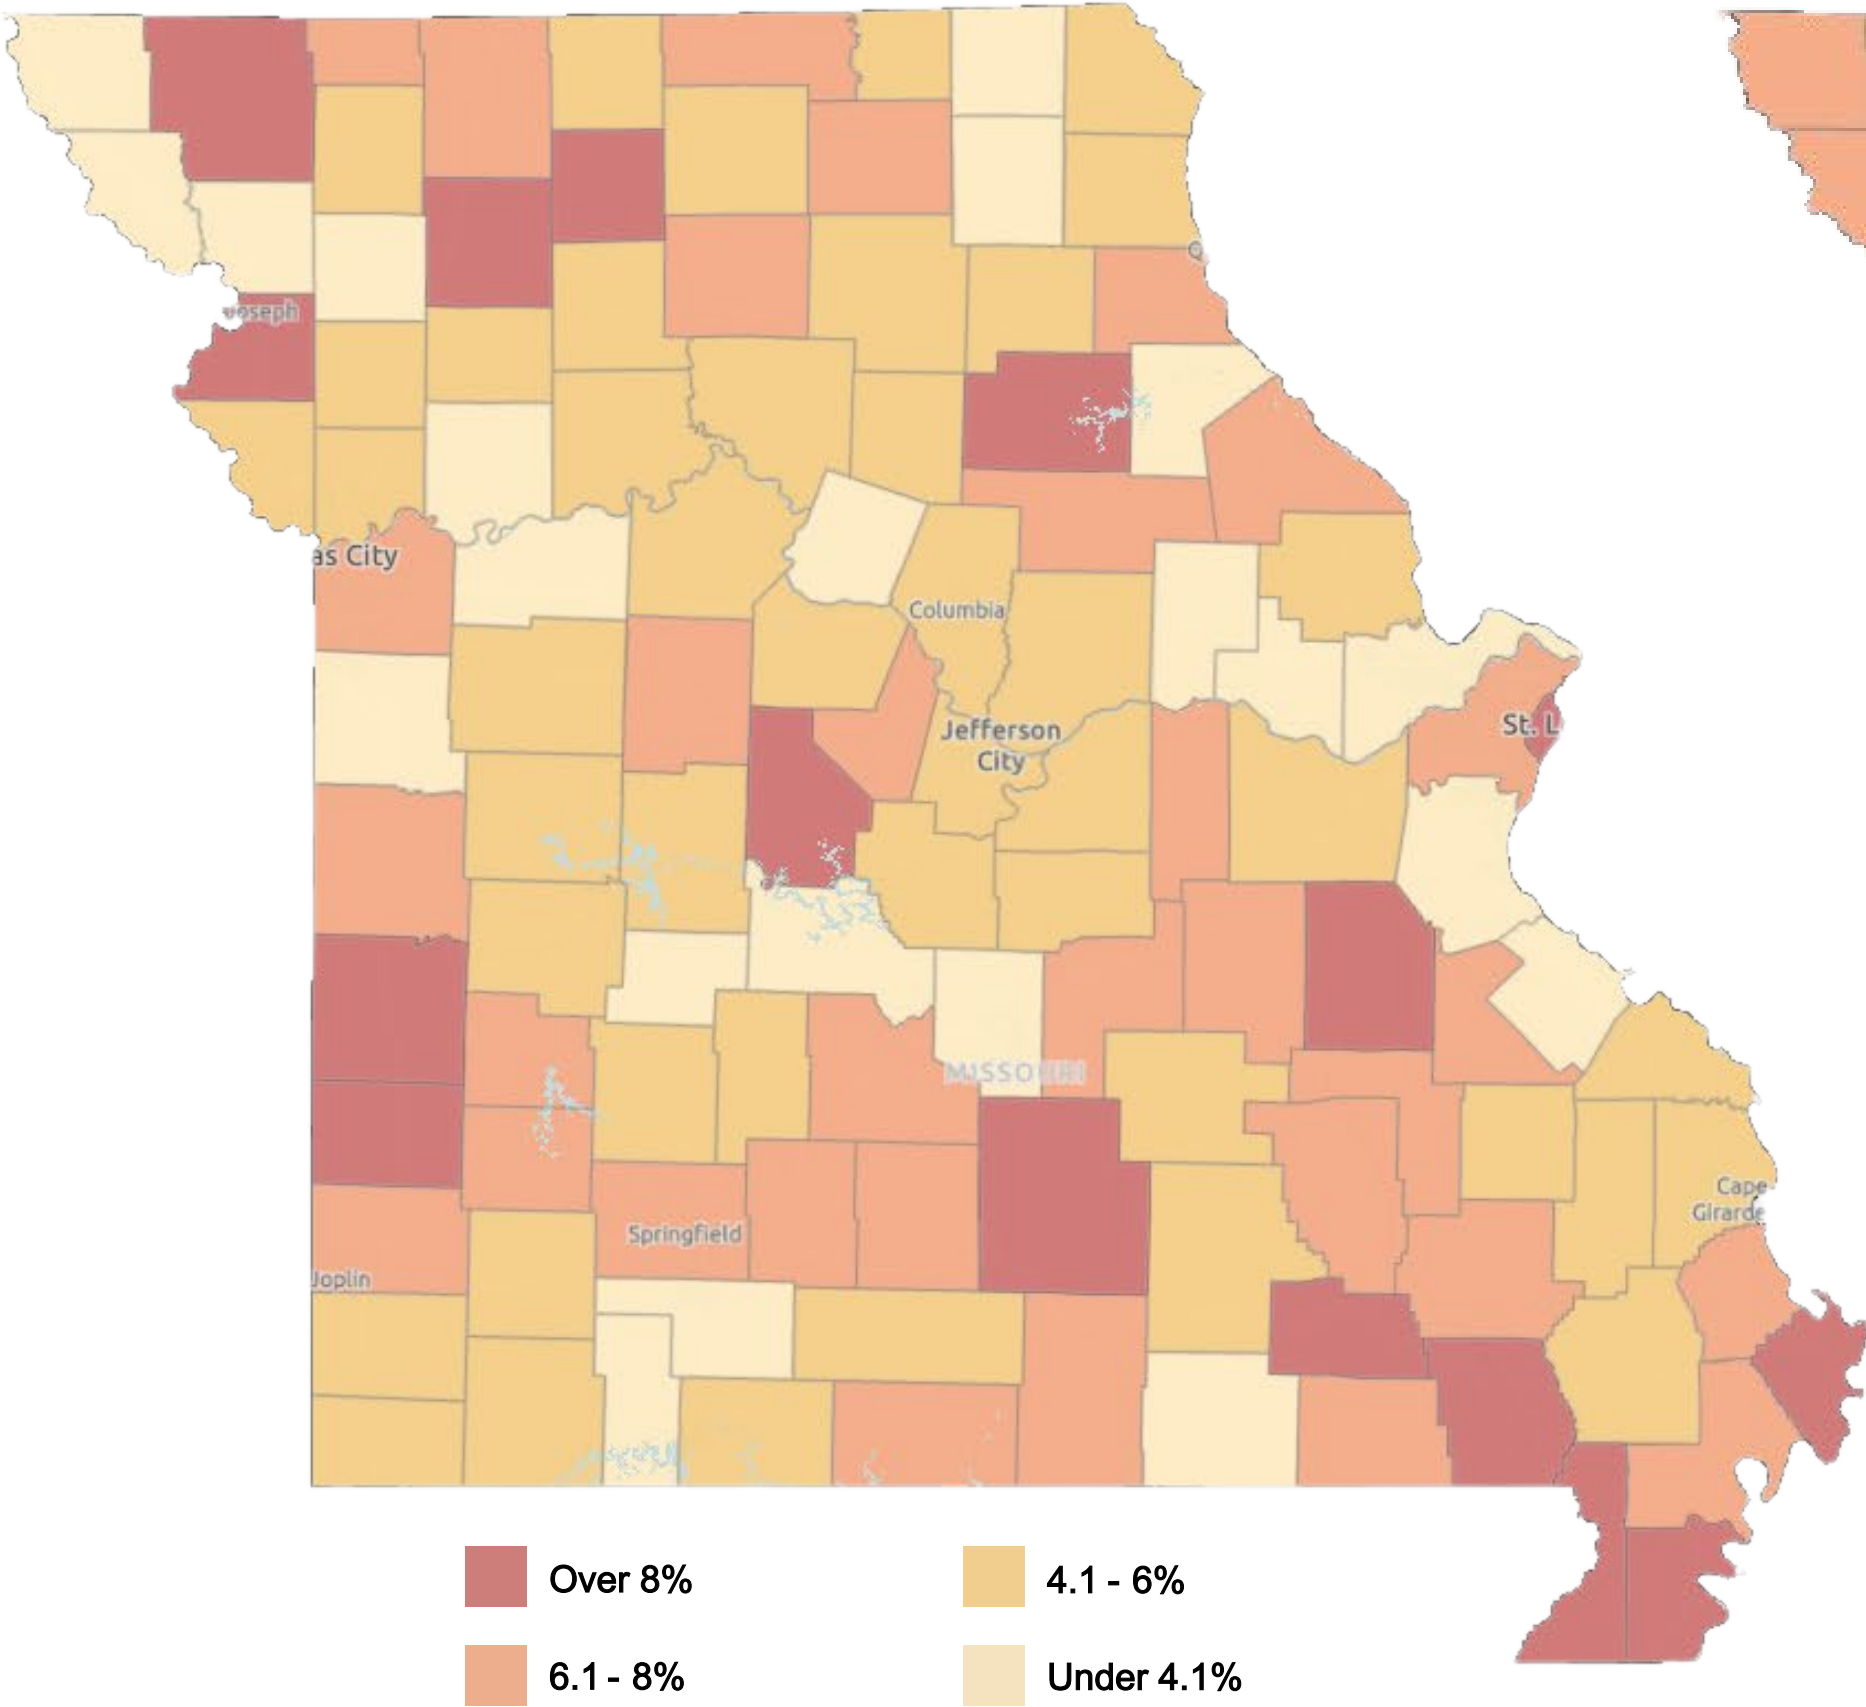 Q
Joseph
as City
Columbia
Jefferson
City
St. L
MISSOURI
Cape
Girarde
Springfield
Joplin
Over 8%
4.1 - 6%
6.1 - 8%
Under 4.1%